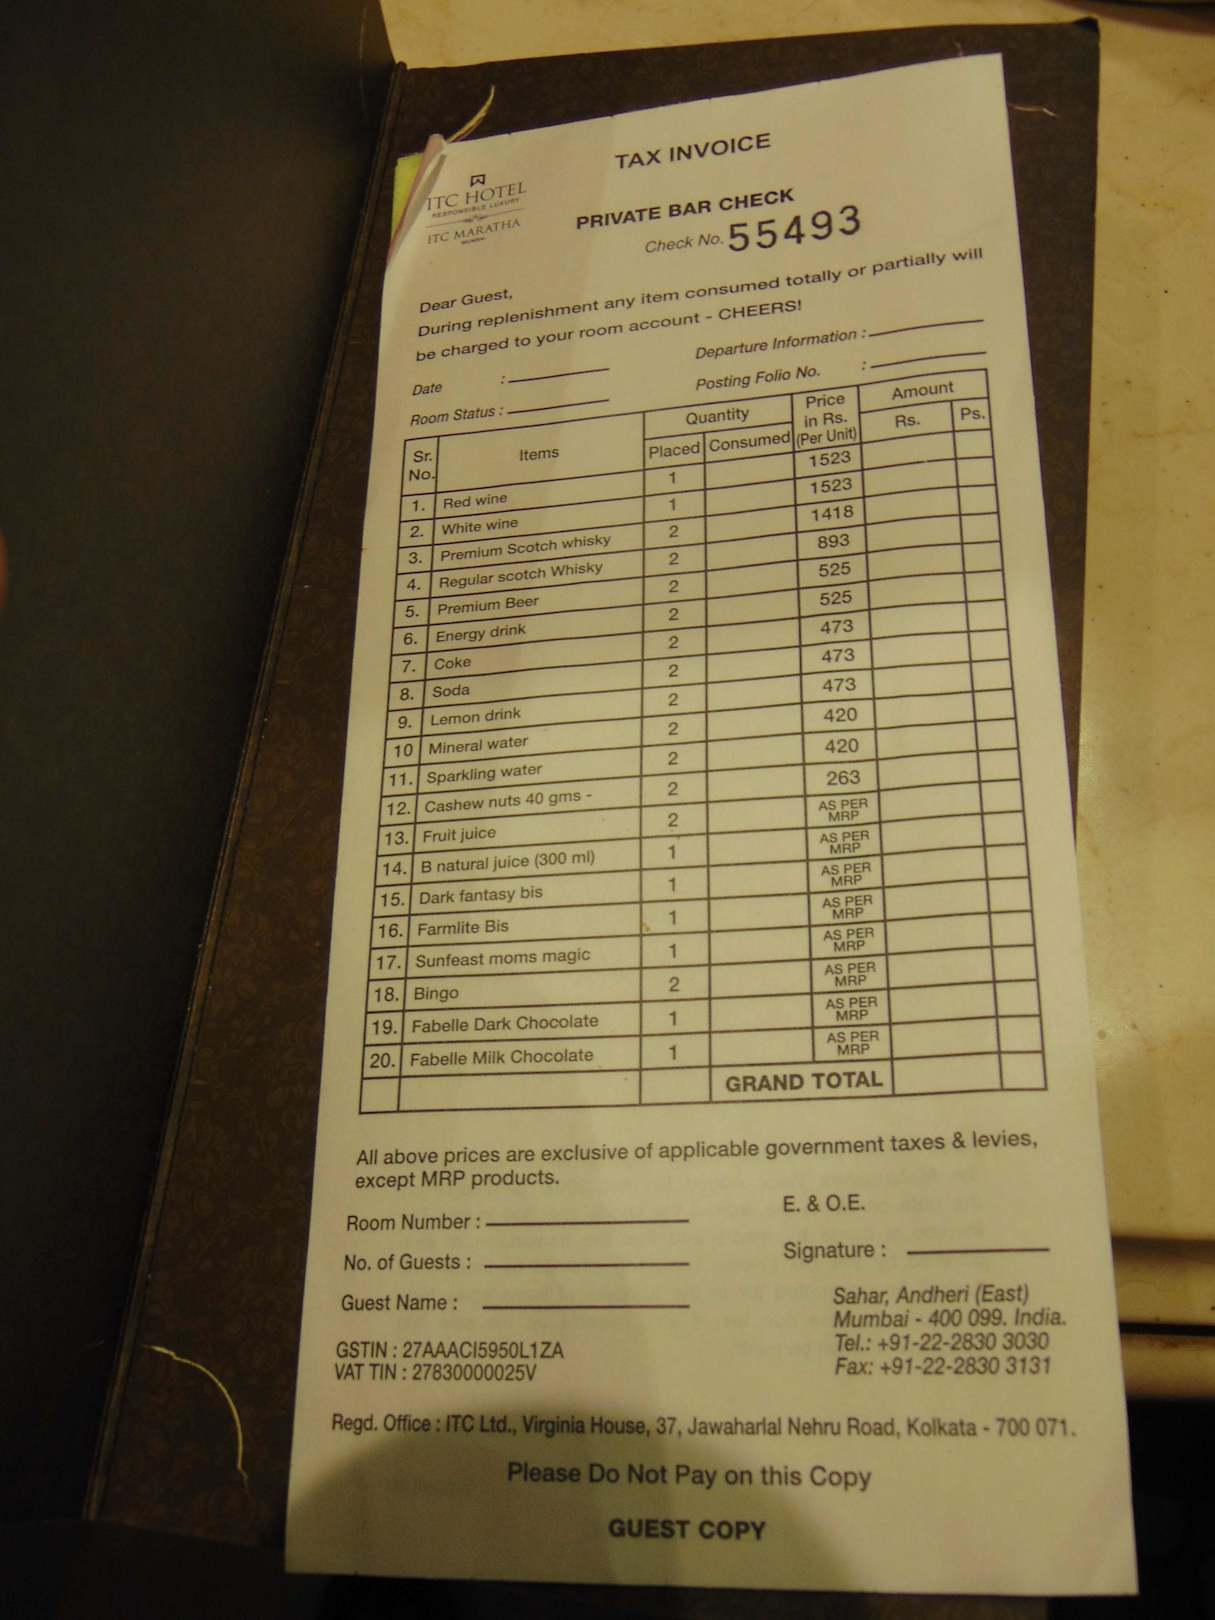 TAX INVOICE
ITC HOTEL
RESPONSIBLE LUXURY
ITC MARATHA
MUMBAI
PRIVATE BAR CHECK
Check No. 55493
Dear Guest,
During replenishment any item consumed totally or partially will
be charged to your room account - CHEERS!
Date : Departure Information :
Room Status : Posting Folio No. :
Sr. No. Items Quantity Placed Consumed Price in Rs. (Per Unit) Amount Rs. Ps.
1. Red wine 1 1523
2. White wine 1 1523
3. Premium Scotch whisky 2 1418
4. Regular scotch Whisky 2 893
5. Premium Beer 2 525
6. Energy drink 2 525
7. Coke 2 473
8. Soda 2 473
9. Lemon drink 2 473
10 Mineral water 2 420
11. Sparkling water 2 420
12. Cashew nuts 40 gms - 2 263
13. Fruit juice 2 AS PER MRP
14. B natural juice (300 ml) 1 AS PER MRP
15. Dark fantasy bis 1 AS PER MRP
16. Farmlite Bis 1 AS PER MRP
17. Sunfeast moms magic 1 AS PER MRP
18. Bingo 2 AS PER MRP
19. Fabelle Dark Chocolate 1 AS PER MRP
20. Fabelle Milk Chocolate 1 AS PER MRP
GRAND TOTAL
All above prices are exclusive of applicable government taxes & levies,
except MRP products.
E. & O.E.
Room Number :
No. of Guests : Signature :
Guest Name :
Sahar, Andheri (East)
Mumbai - 400 099. India.
Tel.: +91-22-2830 3030
Fax: +91-22-2830 3131
GSTIN : 27AAACI5950L1ZA
VAT TIN : 27830000025V
Regd. Office : ITC Ltd., Virginia House, 37, Jawaharlal Nehru Road, Kolkata - 700 071.
Please Do Not Pay on this Copy
GUEST COPY